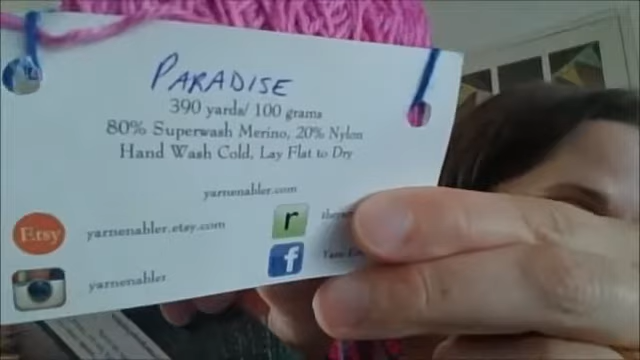 PARADISE
390 yards/ 100 grams
80% Superwash Merino, 20% Nylon
Hand Wash Cold, Lay Flat to Dry
yarnenabler.com
Etsy yarnenabler.etsy.com
r
f
yarnenabler